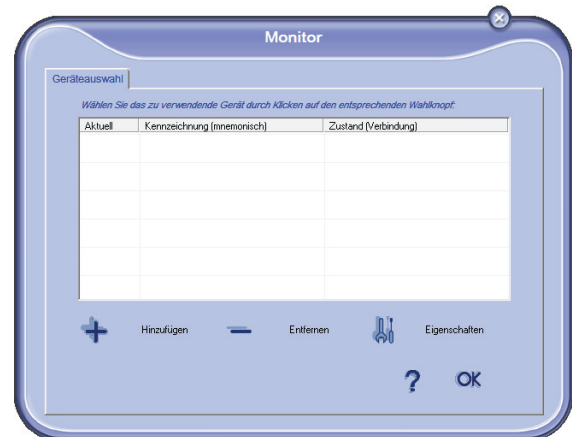 Monitor
Geräteauswahl
Wählen Sie das zu verwendende Gerät durch Klicken auf den entsprechenden Wahlknopf:
Aktuell Kennzeichnung (mnemonisch) Zustand (Verbindung)
Hinzufügen Entfernen Eigenschaften
? OK